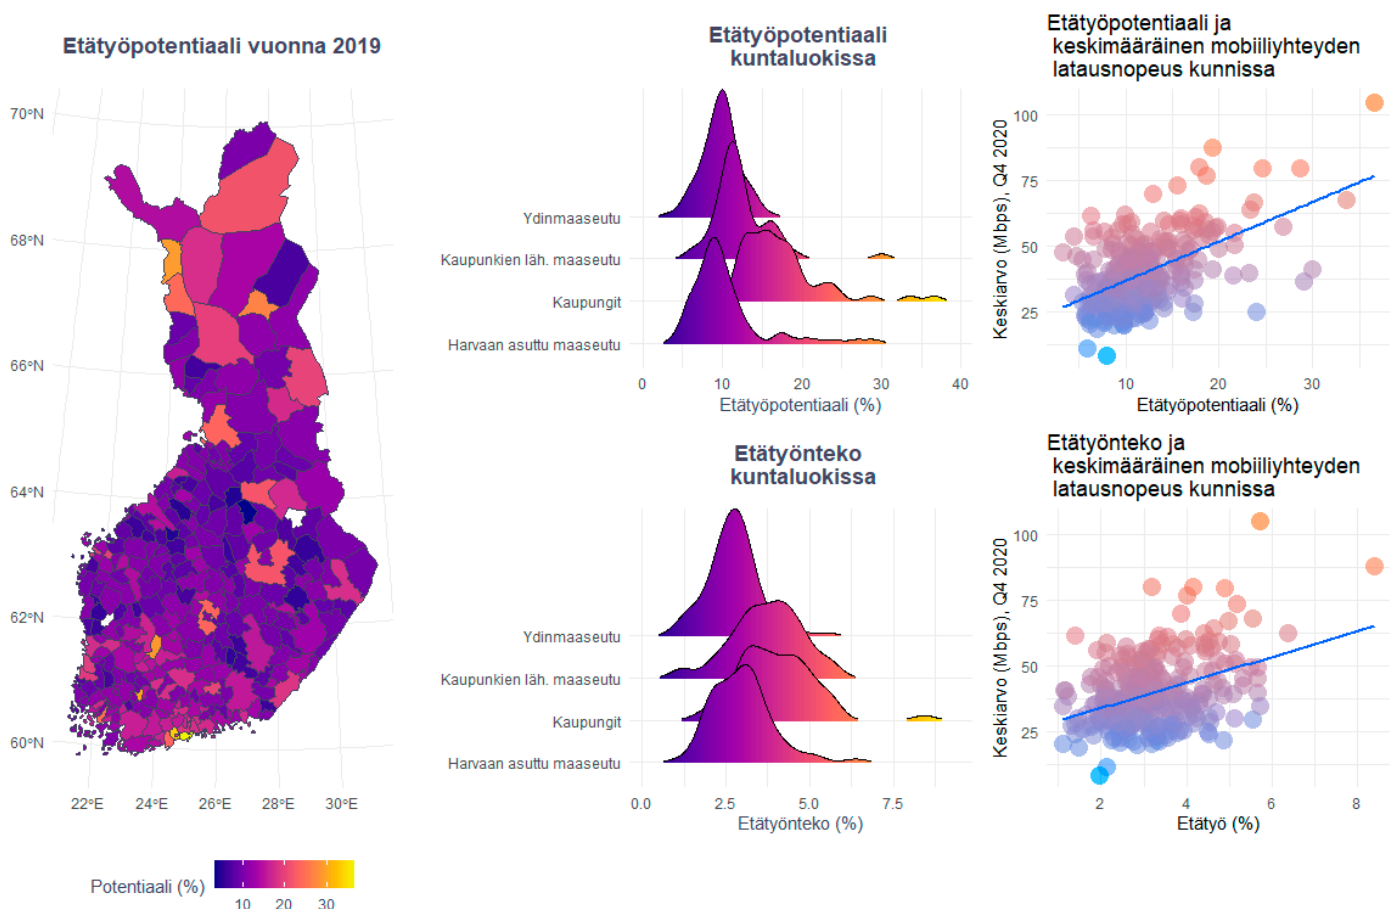 Etätyöpotentiaali vuonna 2019
70°N
68°N
66°N
64°N
62°N
60°N
22°E 24°E 26°E 28°E 30°E
Potentiaali (%)
10 20 30
Etätyöpotentiaali
kuntaluokissa
Ydinmaaseutu
Kaupunkien läh. maaseutu
Kaupungit
Harvaan asuttu maaseutu
0 10 20 30 40
Etätyöpotentiaali (%)
Etätyöpotentiaali ja
keskimääräinen mobiiliyhteyden
latausnopeus kunnissa
Keskiarvo (Mbps), Q4 2020
100
75
50
25
10 20 30
Etätyöpotentiaali (%)
Etätyönteko
kuntaluokissa
Ydinmaaseutu
Kaupunkien läh. maaseutu
Kaupungit
Harvaan asuttu maaseutu
0.0 2.5 5.0 7.5
Etätyönteko (%)
Etätyönteko ja
keskimääräinen mobiiliyhteyden
latausnopeus kunnissa
Keskiarvo (Mbps), Q4 2020
100
75
50
25
2 4 6 8
Etätyö (%)